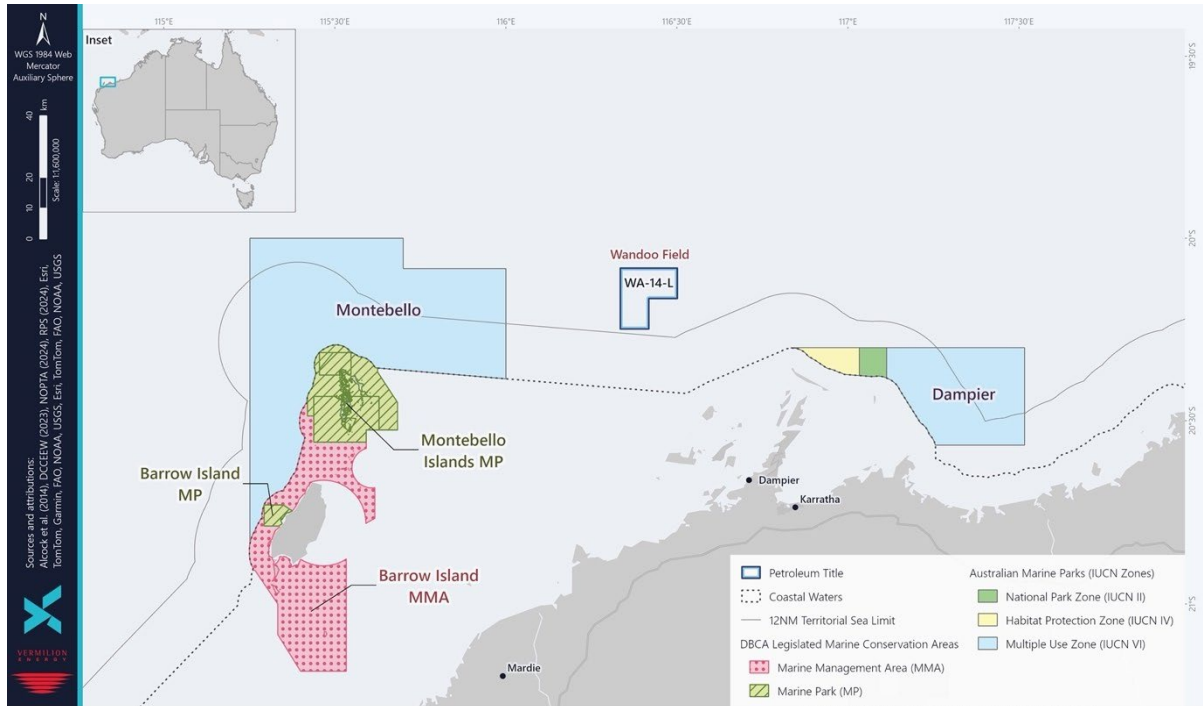 N
WGS 1984 Web
Mercator
Auxiliary Sphere
km
40
20
10
0
Scale: 1:1,600,000
Sources and attributions:
Alcock et al. (2014), DCCEEW (2023), NOPTA (2024), RPS (2024), Esri,
TomTom, Garmin, FAO, NOAA, USGS, Esri, TomTom, FAO, NOAA, USGS
VERMILION
ENERGY
Inset
115°E
115°30'E
116°E
116°30'E
117°E
117°30'E
19°30'S
20°S
20°30'S
21°S
Wandoo Field
WA-14-L
Montebello
Dampier
Montebello
Islands MP
Barrow Island
MP
Barrow Island
MMA
Dampier
Karratha
Mardie
Petroleum Title
Coastal Waters
12NM Territorial Sea Limit
DBCA Legislated Marine Conservation Areas
Marine Management Area (MMA)
Marine Park (MP)
Australian Marine Parks (IUCN Zones)
National Park Zone (IUCN II)
Habitat Protection Zone (IUCN IV)
Multiple Use Zone (IUCN VI)